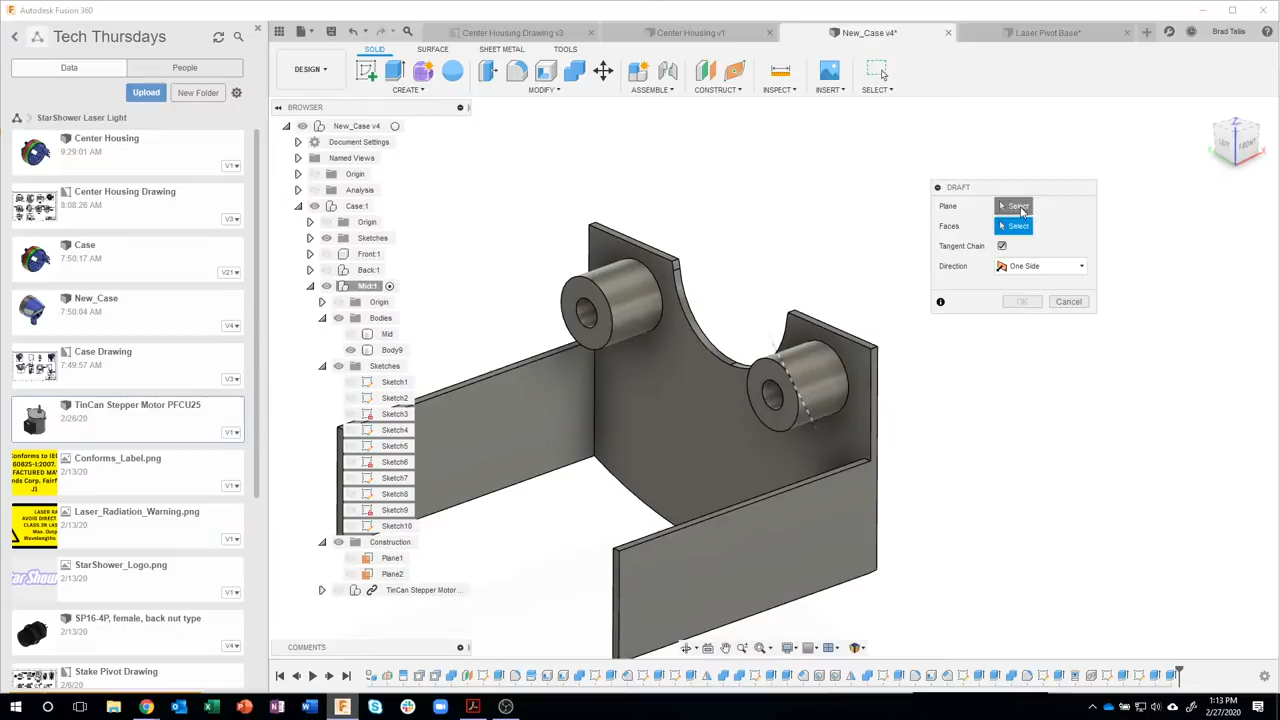 Autodesk Fusion 360
Tech Thursdays
Data
People
Upload
New Folder
StarShower Laser Light
Center Housing
9:29:01 AM
V1
Center Housing Drawing
8:08:26 AM
V3
Case
7:50:17 AM
V21
New_Case
7:50:04 AM
V4
Case Drawing
7:49:57 AM
V3
TinCan Stepper Motor PFCU25
2/26/20
V1
Conforms_Label.png
2/13/20
V1
Laser_Radiation_Warning.png
2/13/20
V1
StarShower_Logo.png
2/13/20
V1
SP16-4P, female, back nut type
2/13/20
V4
Stake Pivot Drawing
2/6/20
Center Housing Drawing v3
Center Housing v1
New_Case v4*
Laser Pivot Base*
Brad Tallis
DESIGN
SOLID
SURFACE
SHEET METAL
TOOLS
CREATE
MODIFY
ASSEMBLE
CONSTRUCT
INSPECT
INSERT
SELECT
BROWSER
New_Case v4
Document Settings
Named Views
Origin
Analysis
Case:1
Origin
Sketches
Front:1
Back:1
Mid:1
Origin
Bodies
Mid
Body9
Sketches
Sketch1
Sketch2
Sketch3
Sketch4
Sketch5
Sketch6
Sketch7
Sketch8
Sketch9
Sketch10
Construction
Plane1
Plane2
TinCan Stepper Motor ...
COMMENTS
LEFT
FRONT
DRAFT
Plane
Select
Faces
Select
Tangent Chain
Direction
One Side
OK
Cancel
1:13 PM
2/27/2020